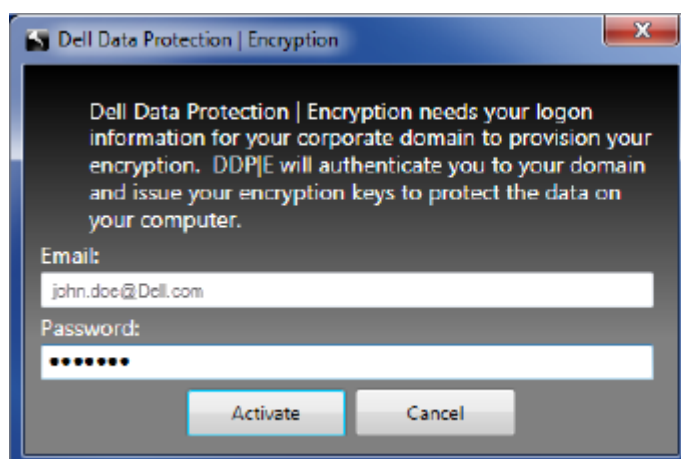 Dell Data Protection | Encryption
Dell Data Protection | Encryption needs your logon
information for your corporate domain to provision your
encryption. DDP|E will authenticate you to your domain
and issue your encryption keys to protect the data on
your computer.
Email:
john.doe@Dell.com
Password:
•••••••
Activate Cancel